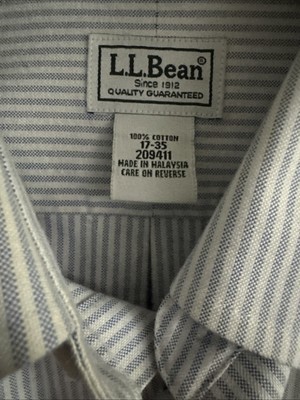 L.L.Bean®
Since 1912
QUALITY GUARANTEED
100% COTTON
17-35
209411
MADE IN MALAYSIA
CARE ON REVERSE